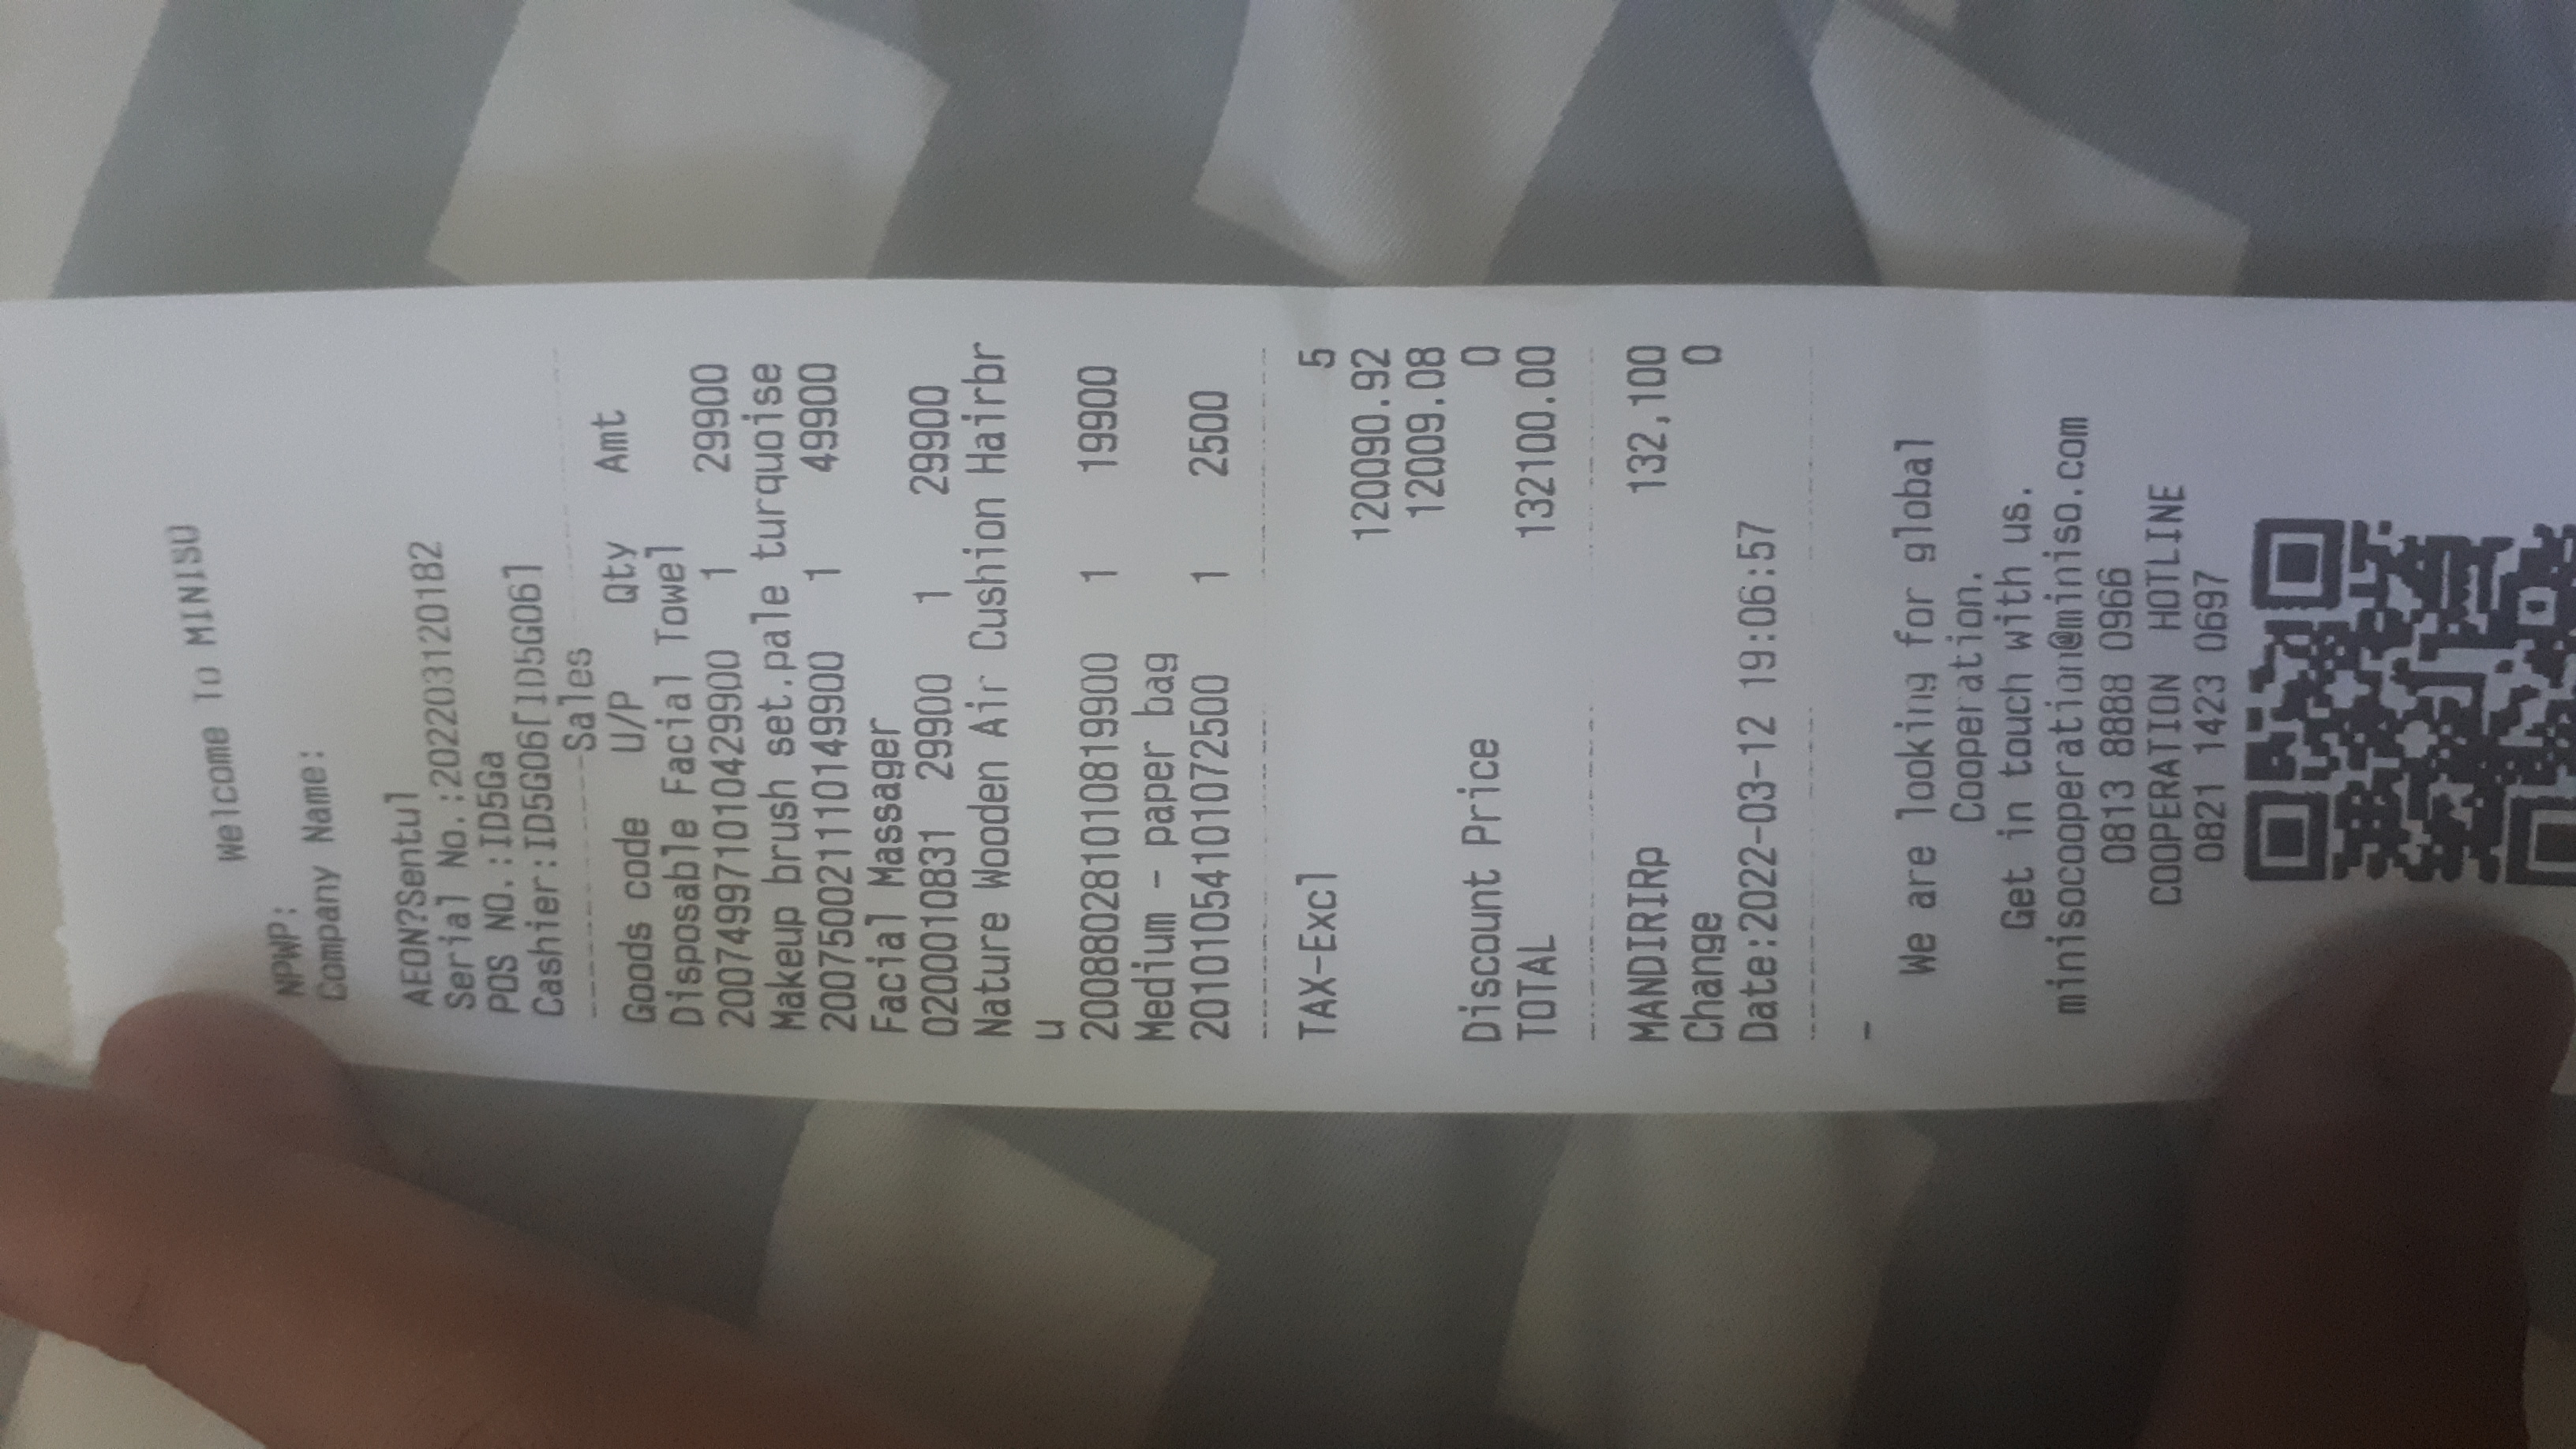 Welcome To MINISO
NPWP:
Company Name:
AEON?Sentul
Serial No.:202203120182
POS NO.:ID5Ga
Cashier:ID5G06[ID5G06]
------------Sales------------
Goods code U/P Qty Amt
Disposable Facial Towel
200749971010429900 1 29900
Makeup brush set.pale turquoise
200750021110149900 1 49900
Facial Massager
0200010831 29900 1 29900
Nature Wooden Air Cushion Hairbr
u
200880281010819900 1 19900
Medium - paper bag
20101054101072500 1 2500
TAX-Excl 5
120090.92
12009.08
Discount Price 0
TOTAL 132100.00
MANDIRIRp 132,100
Change 0
Date:2022-03-12 19:06:57
-
We are looking for global
Cooperation.
Get in touch with us.
minisocooperation@miniso.com
0813 8888 0966
COOPERATION HOTLINE
0821 1423 0697